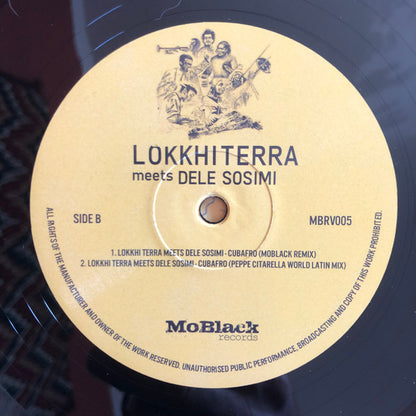 LOKKHITERRA
meets DELE SOSIMI
SIDE B
MBRV005
1. LOKKHI TERRA MEETS DELE SOSIMI - CUBAFRO (MOBLACK REMIX)
2. LOKKHI TERRA MEETS DELE SOSIMI - CUBAFRO (PEPPE CITARELLA WORLD LATIN MIX)
MoBlack
records
ALL RIGHTS OF THE MANUFACTURER AND OWNER OF THE WORK RESERVED. UNAUTHORISED PUBLIC PERFORMANCE, BROADCASTING AND COPY OF THIS WORK PROHIBITED.